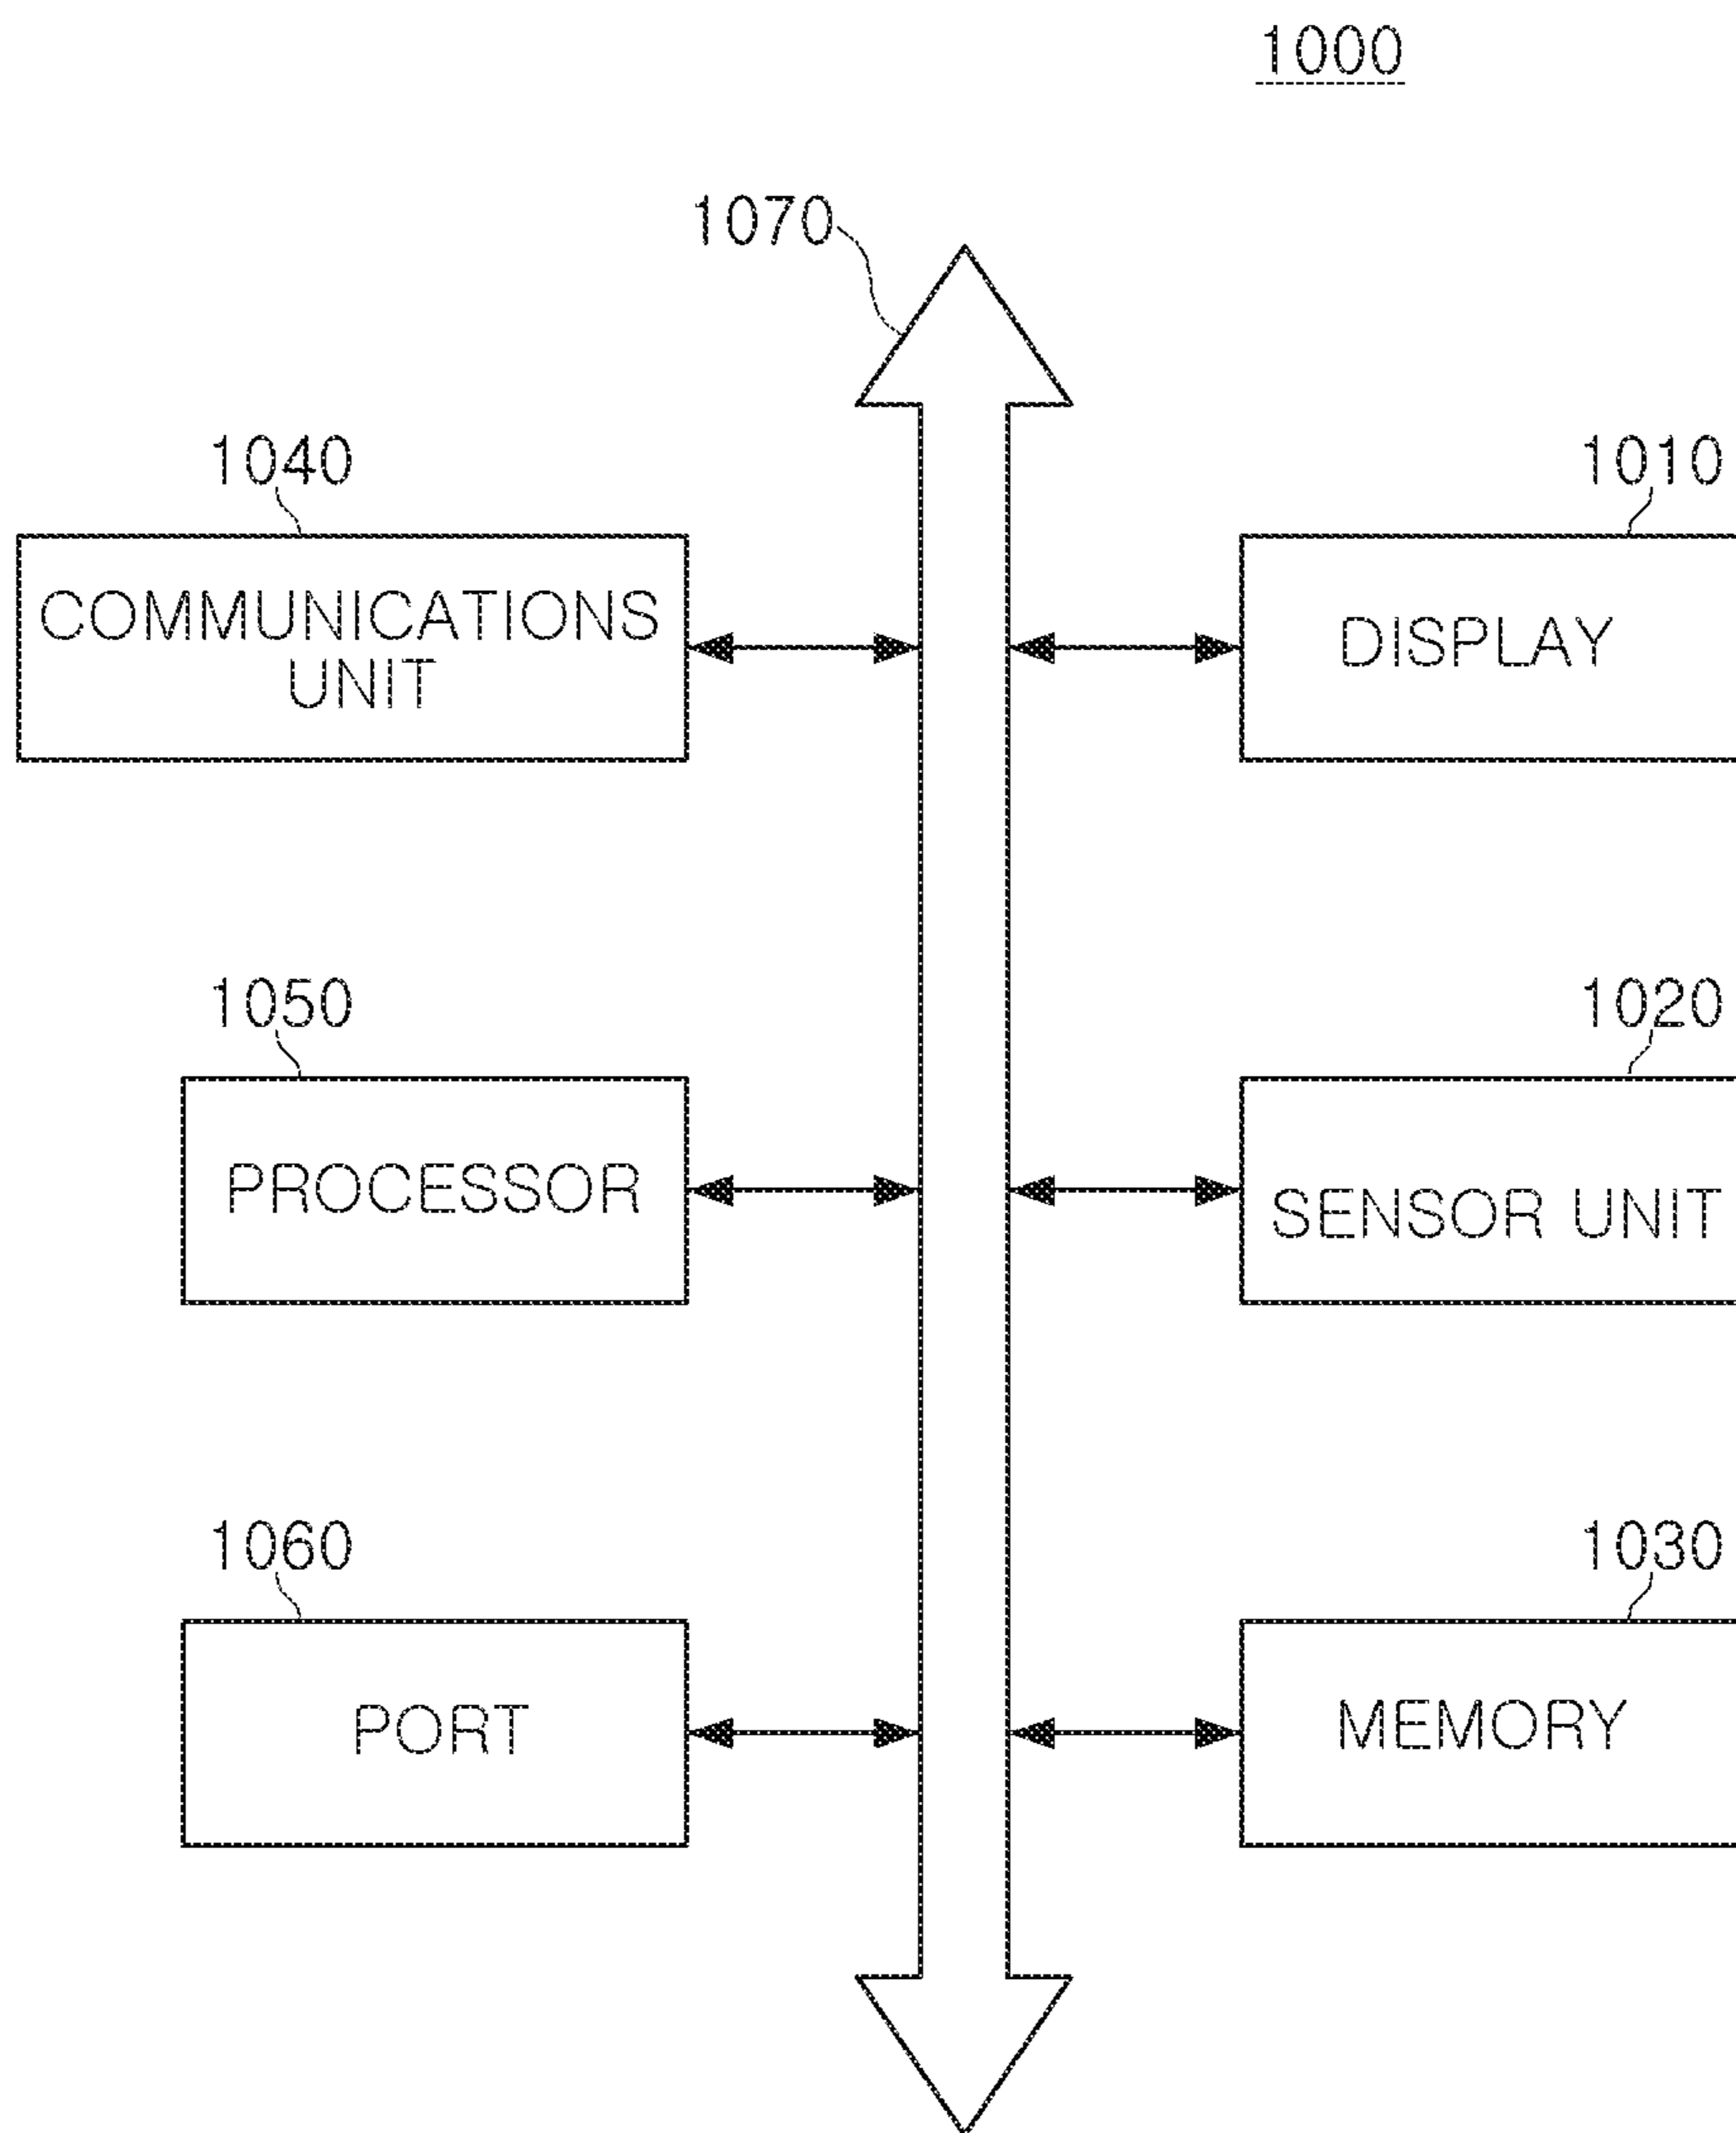 1000
1070
1040
1010
COMMUNICATIONS
UNIT
DISPLAY
1050
1020
PROCESSOR
SENSOR UNIT
1060
1030
PORT
MEMORY